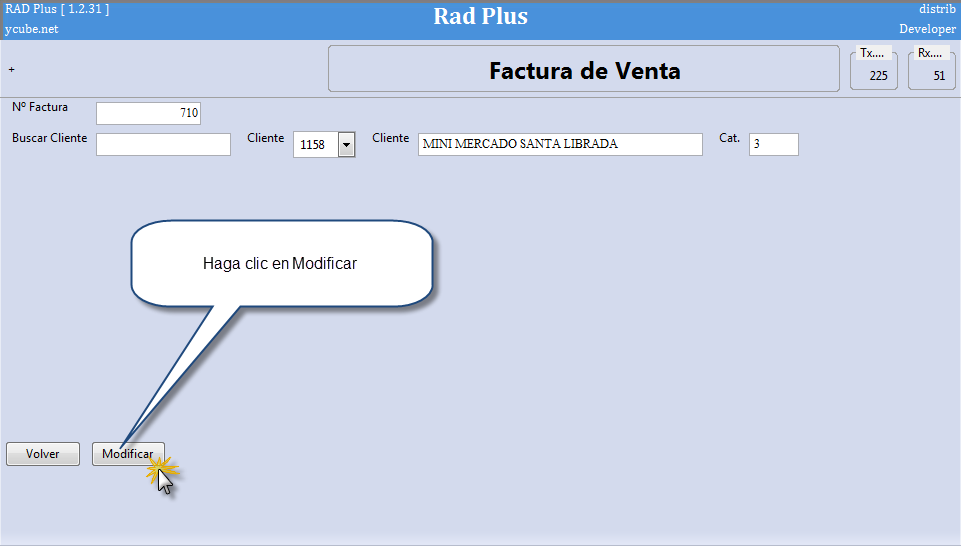 RAD Plus [ 1.2.31 ]
Rad Plus
distrib
ycube.net
Developer
+
Factura de Venta
Tx....
225
Rx....
51
Nº Factura
710
Buscar Cliente
Cliente
1158
Cliente
MINI MERCADO SANTA LIBRADA
Cat.
3
Haga clic en Modificar
Volver
Modificar